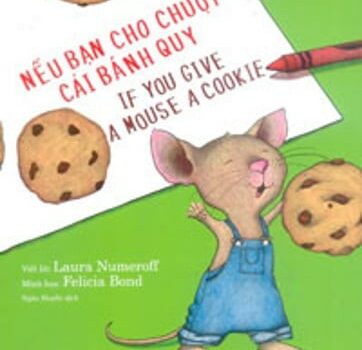 NẾU BẠN CHO CHUỘT
CÁI BÁNH QUY
IF YOU GIVE
A MOUSE A COOKIE
Viết lời: Laura Numeroff
Minh họa: Felicia Bond